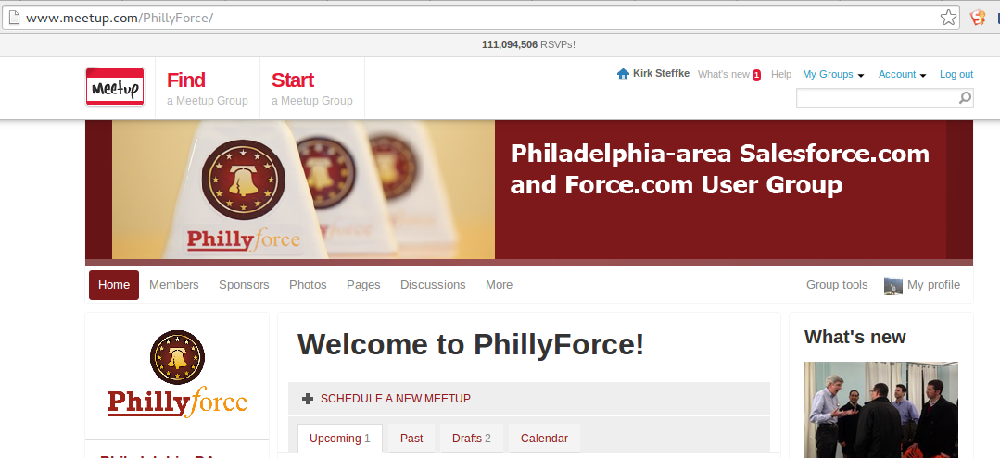 www.meetup.com/PhillyForce/
111,094,506 RSVPs!
Meetup
Find
a Meetup Group
Start
a Meetup Group
Kirk Steffke
What's new 1
Help
My Groups
Account
Log out
Phillyforce
Philadelphia-area Salesforce.com
and Force.com User Group
Home
Members
Sponsors
Photos
Pages
Discussions
More
Group tools
My profile
Phillyforce
Welcome to PhillyForce!
SCHEDULE A NEW MEETUP
Upcoming 1
Past
Drafts 2
Calendar
What's new